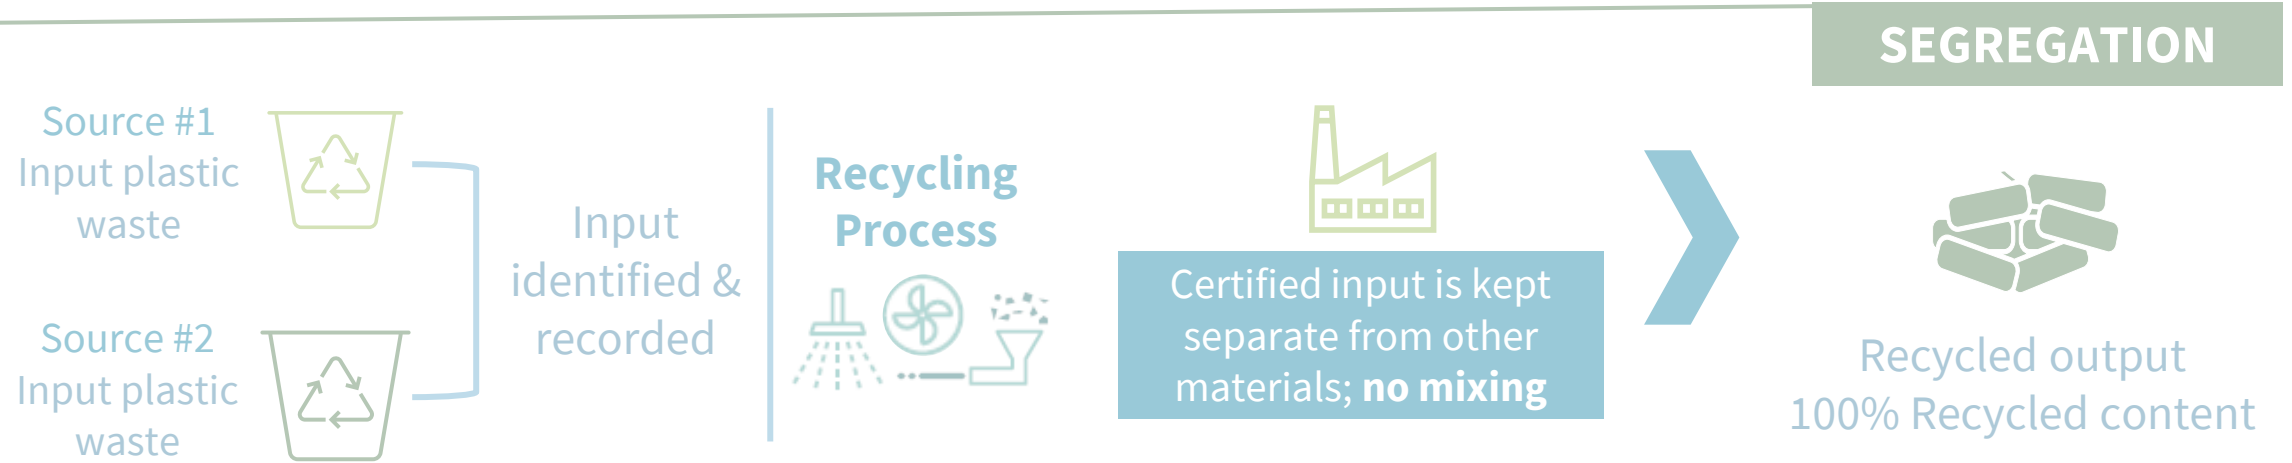 SEGREGATION
Source #1
Input plastic
waste
Source #2
Input plastic
waste
Input
identified &
recorded
Recycling
Process
Certified input is kept
separate from other
materials; no mixing
Recycled output
100% Recycled content